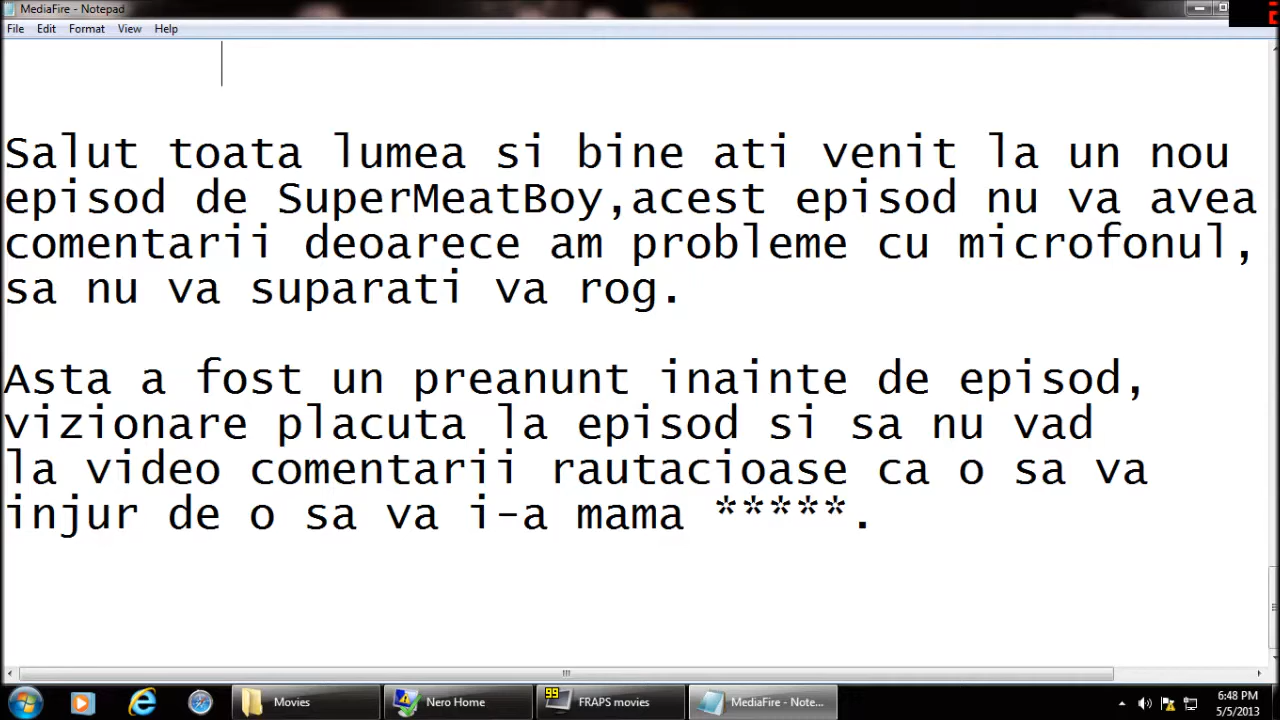 MediaFire - Notepad
File Edit Format View Help
Salut toata lumea si bine ati venit la un nou
episod de SuperMeatBoy,acest episod nu va avea
comentarii deoarece am probleme cu microfonul,
sa nu va suparati va rog.
Asta a fost un preanunt inainte de episod,
vizionare placuta la episod si sa nu vad
la video comentarii rautacioase ca o sa va
injur de o sa va i-a mama *****.
Movies
Nero Home
99
FRAPS movies
MediaFire - Note...
6:48 PM
5/5/2013